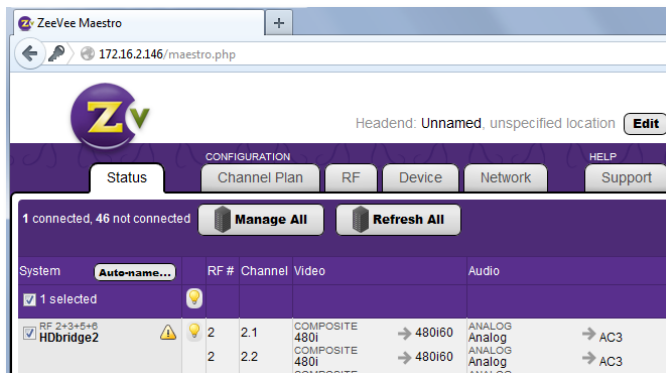 ZeeVee Maestro
172.16.2.146/maestro.php
Zv
Headend: Unnamed, unspecified location Edit
CONFIGURATION HELP
Status Channel Plan RF Device Network Support
1 connected, 46 not connected Manage All Refresh All
System Auto-name... RF # Channel Video Audio
1 selected
RF 2+3+5+6
HDbridge2
2 2.1 COMPOSITE 480i 480i60 ANALOG Analog AC3
2 2.2 COMPOSITE 480i 480i60 ANALOG Analog AC3